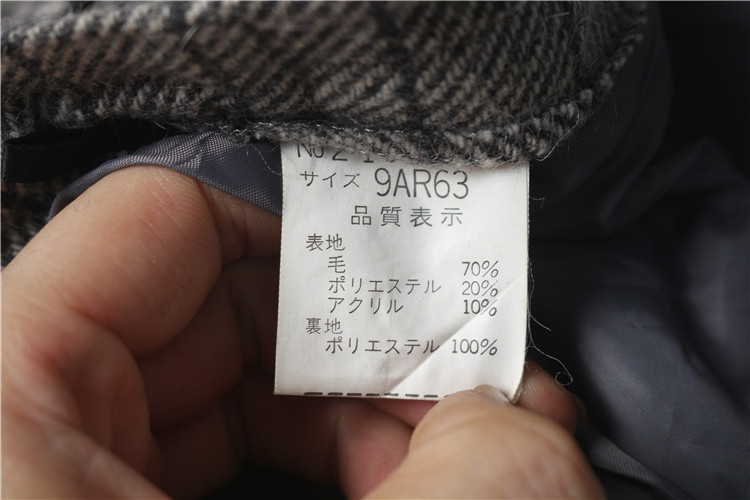 サイズ 9AR63
品質表示
表地
毛 70%
ポリエステル 20%
アクリル 10%
裏地
ポリエステル 100%